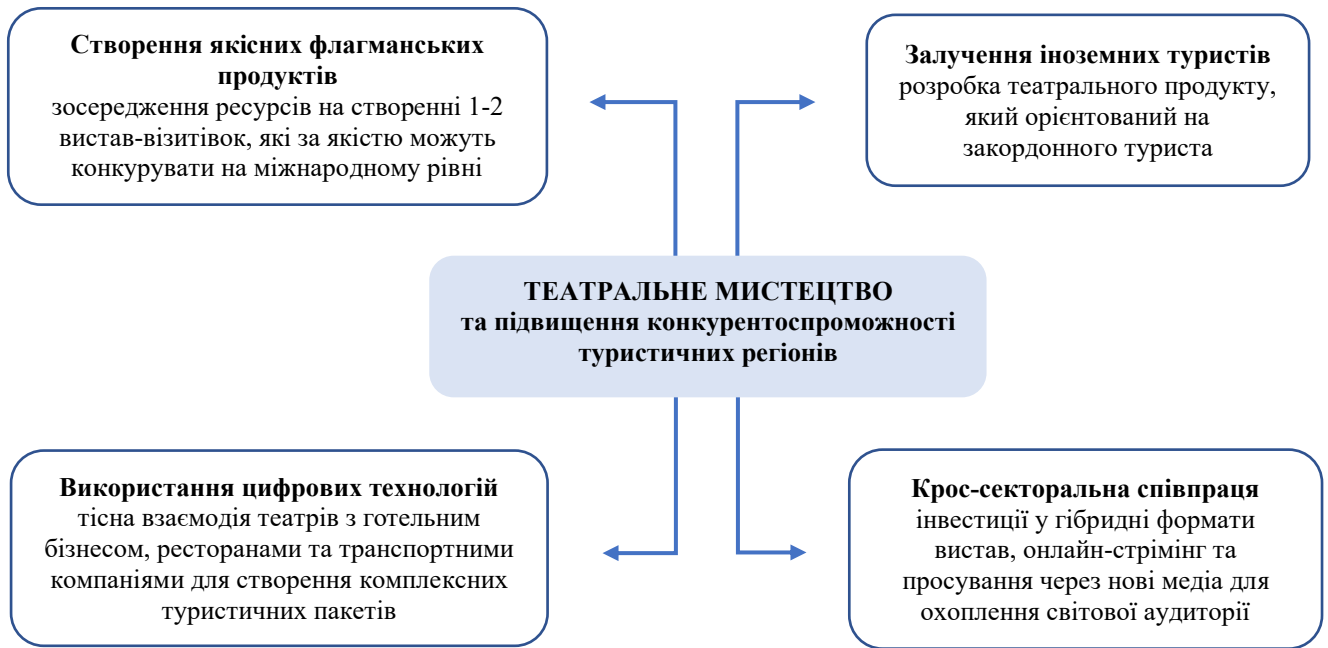 Створення якісних флагманських
продуктів
зосередження ресурсів на створенні 1-2
вистав-візитівок, які за якістю можуть
конкурувати на міжнародному рівні
Залучення іноземних туристів
розробка театрального продукту,
який орієнтований на
закордонного туриста
ТЕАТРАЛЬНЕ МИСТЕЦТВО
та підвищення конкурентоспроможності
туристичних регіонів
Використання цифрових технологій
тісна взаємодія театрів з готельним
бізнесом, ресторанами та транспортними
компаніями для створення комплексних
туристичних пакетів
Крос-секторальна співпраця
інвестиції у гібридні формати
вистав, онлайн-стрімінг та
просування через нові медіа для
охоплення світової аудиторії